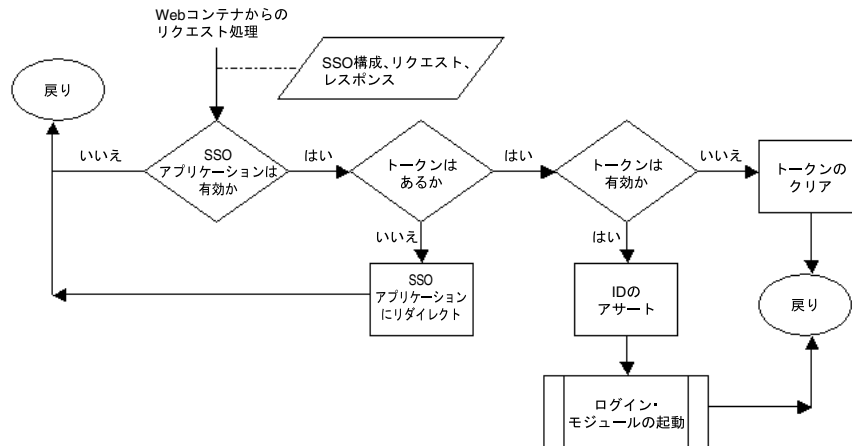 Webコンテナからの
リクエスト処理
SSO構成、リクエスト、
レスポンス
戻り
いいえ
SSO
アプリケーションは
有効か
はい
トークンは
あるか
はい
トークンは
有効か
いいえ
トークンの
クリア
いいえ
はい
SSO
アプリケーション
にリダイレクト
IDの
アサート
戻り
ログイン・
モジュールの起動